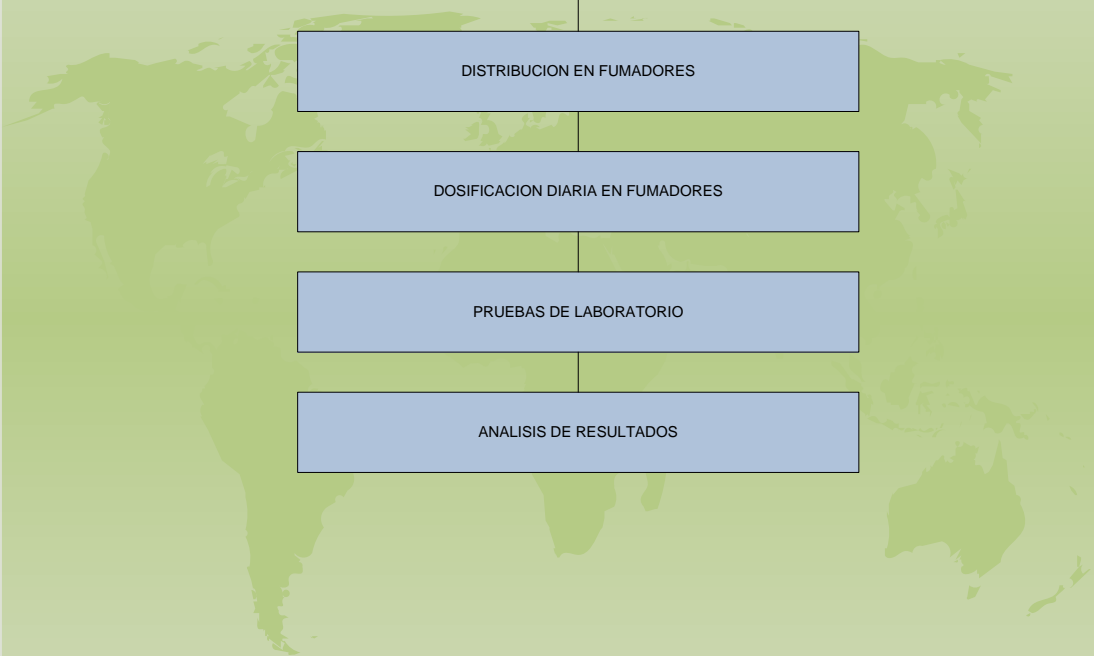 DISTRIBUCION EN FUMADORES
DOSIFICACION DIARIA EN FUMADORES
PRUEBAS DE LABORATORIO
ANALISIS DE RESULTADOS